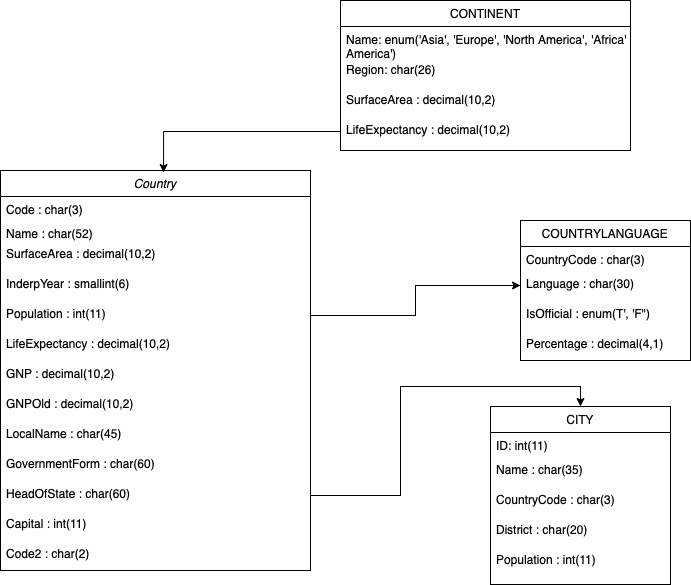 CONTINENT
Name: enum('Asia', 'Europe', 'North America', 'Africa'
America')
Region: char(26)
SurfaceArea : decimal(10,2)
LifeExpectancy : decimal(10,2)
Country
Code : char(3)
Name : char(52)
SurfaceArea : decimal(10,2)
InderpYear : smallint(6)
Population : int(11)
LifeExpectancy : decimal(10,2)
GNP : decimal(10,2)
GNPOld : decimal(10,2)
LocalName : char(45)
GovernmentForm : char(60)
HeadOfState : char(60)
Capital : int(11)
Code2 : char(2)
COUNTRYLANGUAGE
CountryCode : char(3)
Language : char(30)
IsOfficial : enum(T', 'F")
Percentage : decimal(4,1)
CITY
ID: int(11)
Name : char(35)
CountryCode : char(3)
District : char(20)
Population : int(11)